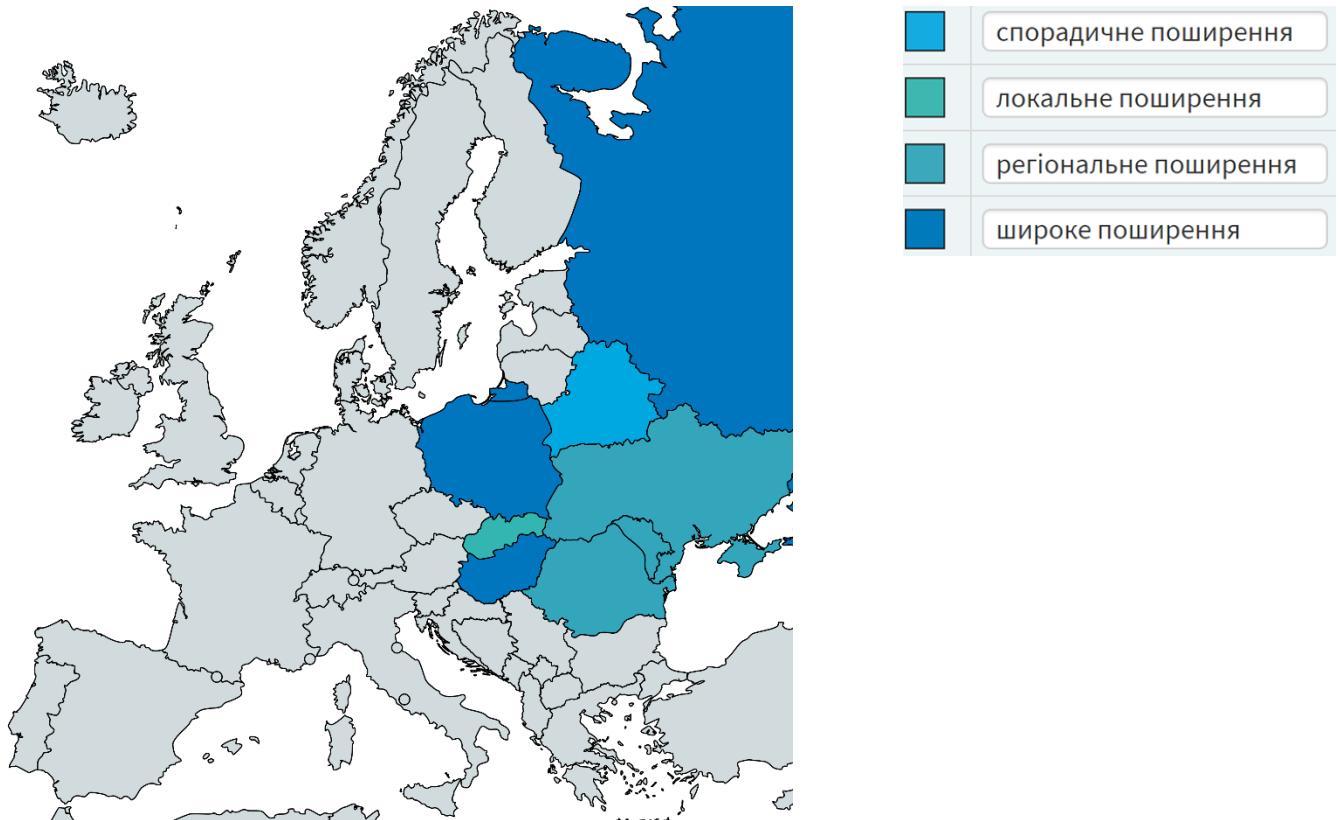 спорадичне поширення
локальне поширення
регіональне поширення
широке поширення